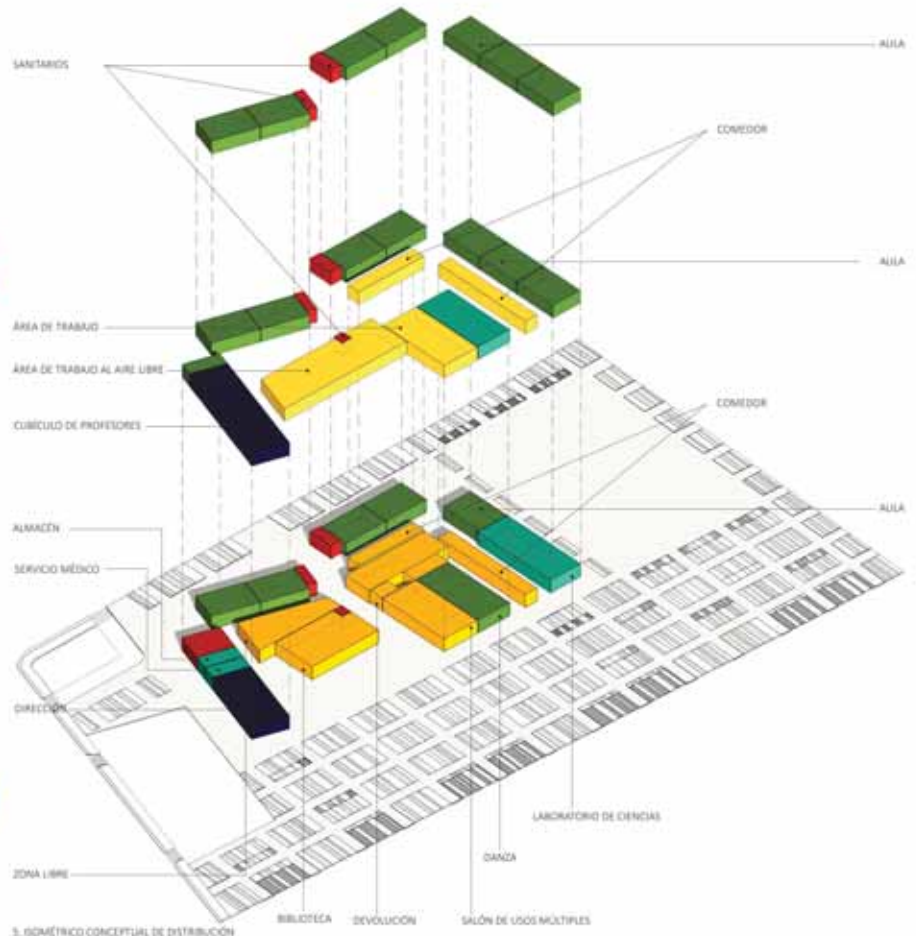 AULA
SANITARIOS
COMEDOR
AULA
ÁREA DE TRABAJO
ÁREA DE TRABAJO AL AIRE LIBRE
COMEDOR
CUBÍCULO DE PROFESORES
AULA
ALMACÉN
SERVICIO MÉDICO
DIRECCIÓN
LABORATORIO DE CIENCIAS
DANZA
ZONA LIBRE
BIBLIOTECA
DEVOLUCIÓN
SALÓN DE USOS MÚLTIPLES
5. ISOMÉTRICO CONCEPTUAL DE DISTRIBUCIÓN